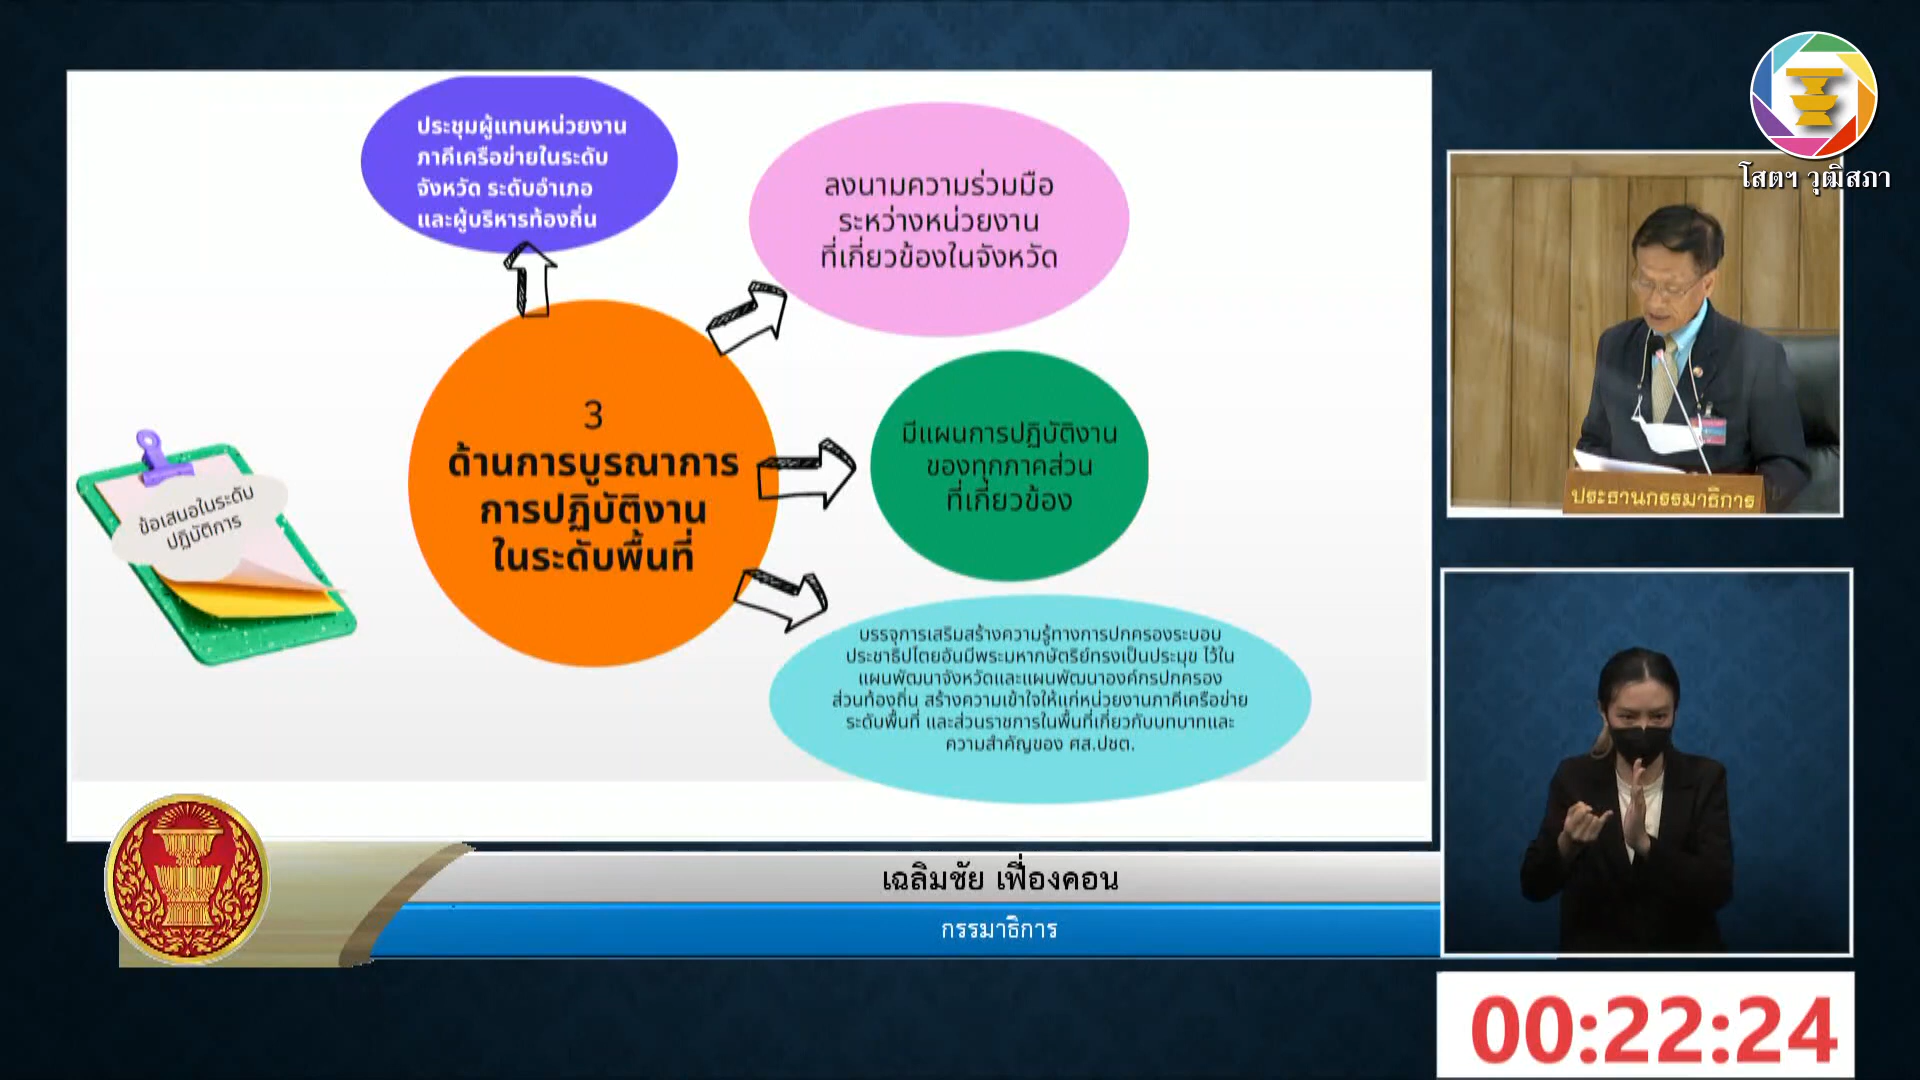 โสตฯ วุฒิสภา
ประชุมผู้แทนหน่วยงาน
ภาคีเครือข่ายในระดับ
จังหวัด ระดับอำเภอ
และผู้บริหารท้องถิ่น
ลงนามความร่วมมือ
ระหว่างหน่วยงาน
ที่เกี่ยวข้องในจังหวัด
3
ด้านการบูรณาการ
การปฏิบัติงาน
ในระดับพื้นที่
มีแผนการปฏิบัติงาน
ของทุกภาคส่วน
ที่เกี่ยวข้อง
ข้อเสนอในระดับ
ปฏิบัติการ
บรรจุการเสริมสร้างความรู้ทางการปกครองระบอบ
ประชาธิปไตยอันมีพระมหากษัตริย์ทรงเป็นประมุข ไว้ใน
แผนพัฒนาจังหวัดและแผนพัฒนาองค์กรปกครอง
ส่วนท้องถิ่น สร้างความเข้าใจให้แก่หน่วยงานภาคีเครือข่าย
ระดับพื้นที่ และส่วนราชการในพื้นที่เกี่ยวกับบทบาทและ
ความสำคัญของ ศส.ปชต.
ประธานกรรมาธิการ
เฉลิมชัย เฟื่องคอน
กรรมาธิการ
00:22:24